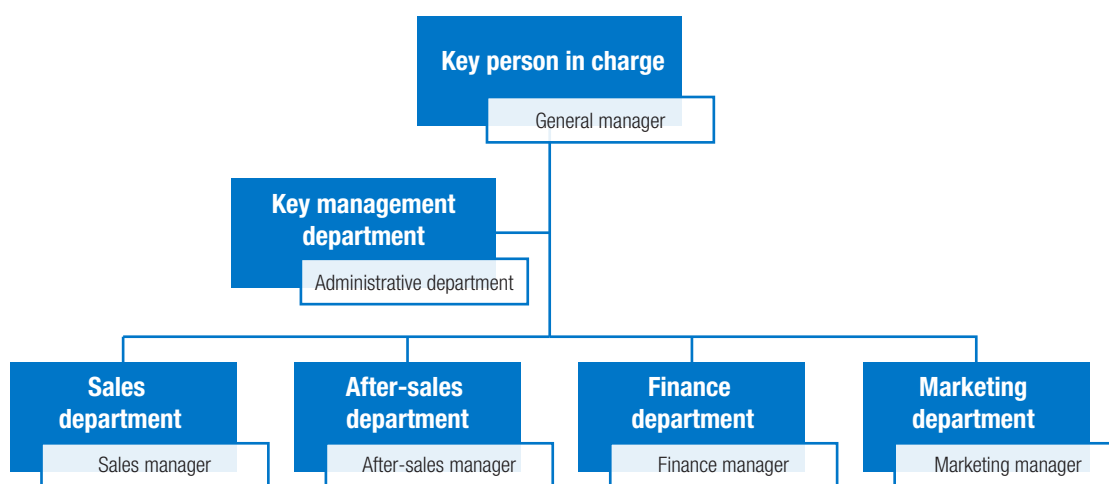 Key person in charge
General manager
Key management
department
Administrative department
Sales
department
Sales manager
After-sales
department
After-sales manager
Finance
department
Finance manager
Marketing
department
Marketing manager